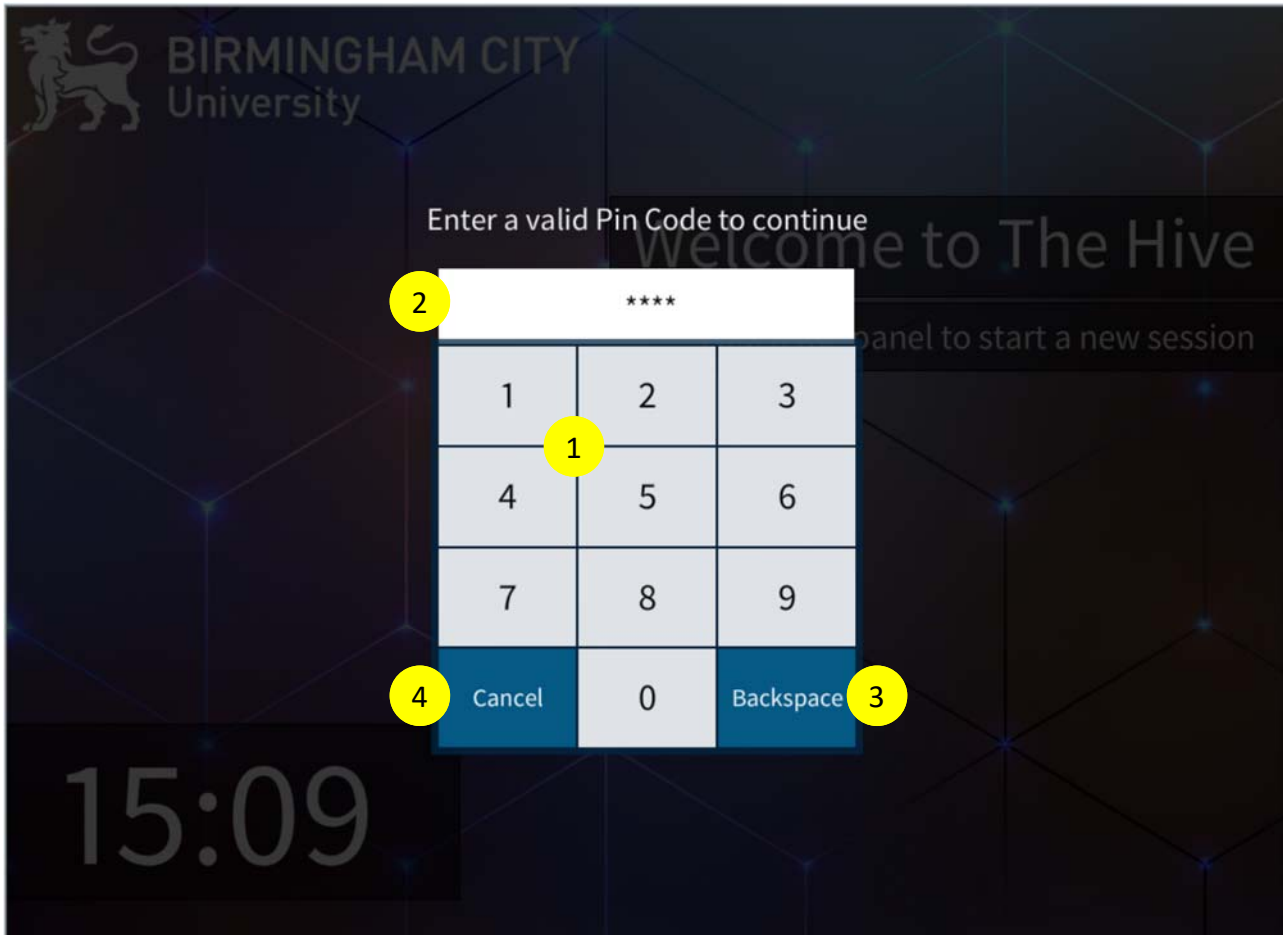 BIRMINGHAM CITY
University
Enter a valid Pin Code to continue
Welcome to The Hive
2
****
panel to start a new session
1 2 3
1
4 5 6
7 8 9
4 Cancel 0 Backspace 3
15:09